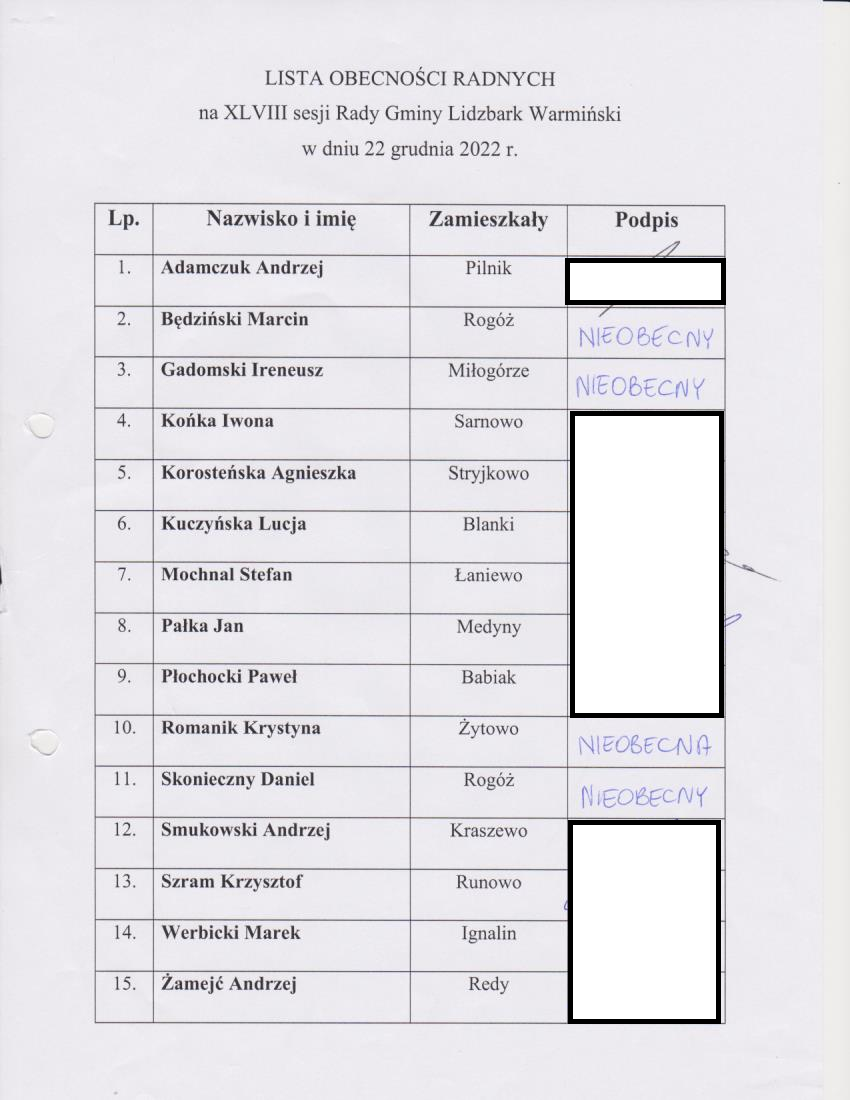 LISTA OBECNOŚCI RADNYCH
na XLVIII sesji Rady Gminy Lidzbark Warmiński
w dniu 22 grudnia 2022 r.
Lp. Nazwisko i imię Zamieszkały Podpis
1. Adamczuk Andrzej Pilnik
2. Będziński Marcin Rogóż NIEOBECNY
3. Gadomski Ireneusz Miłogórze NIEOBECNY
4. Końka Iwona Sarnowo
5. Korosteńska Agnieszka Stryjkowo
6. Kuczyńska Lucja Blanki
7. Mochnal Stefan Łaniewo
8. Pałka Jan Medyny
9. Płochocki Paweł Babiak
10. Romanik Krystyna Żytowo NIEOBECNA
11. Skonieczny Daniel Rogóż NIEOBECNY
12. Smukowski Andrzej Kraszewo
13. Szram Krzysztof Runowo
14. Werbicki Marek Ignalin
15. Żamejć Andrzej Redy